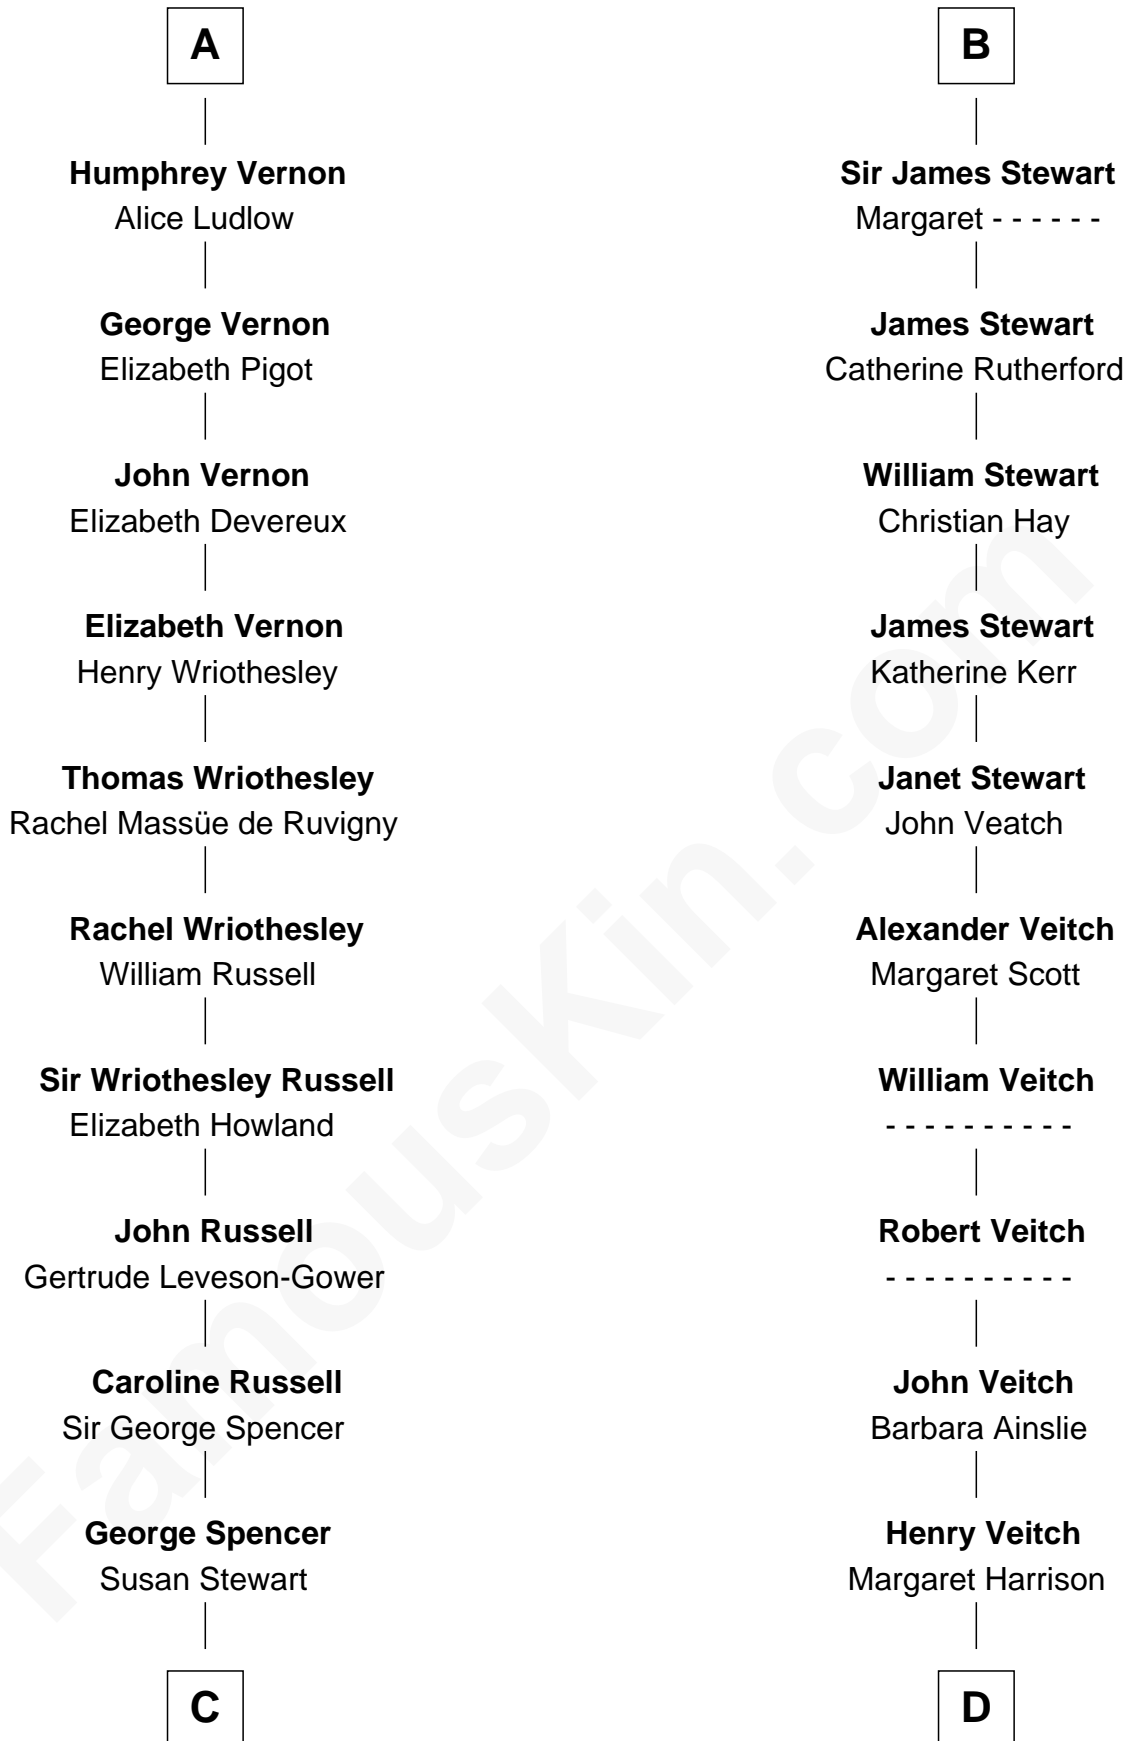 A
Humphrey Vernon
Alice Ludlow
George Vernon
Elizabeth Pigot
John Vernon
Elizabeth Devereux
Elizabeth Vernon
Henry Wriothesley
Thomas Wriothesley
Rachel Massüe de Ruvigny
Rachel Wriothesley
William Russell
Sir Wriothesley Russell
Elizabeth Howland
John Russell
Gertrude Leveson-Gower
Caroline Russell
Sir George Spencer
George Spencer
Susan Stewart
C
B
Sir James Stewart
Margaret - - - - - -
James Stewart
Catherine Rutherford
William Stewart
Christian Hay
James Stewart
Katherine Kerr
Janet Stewart
John Veatch
Alexander Veitch
Margaret Scott
William Veitch
- - - - - - - - - -
Robert Veitch
- - - - - - - - - -
John Veitch
Barbara Ainslie
Henry Veitch
Margaret Harrison
D
FamousKin.com